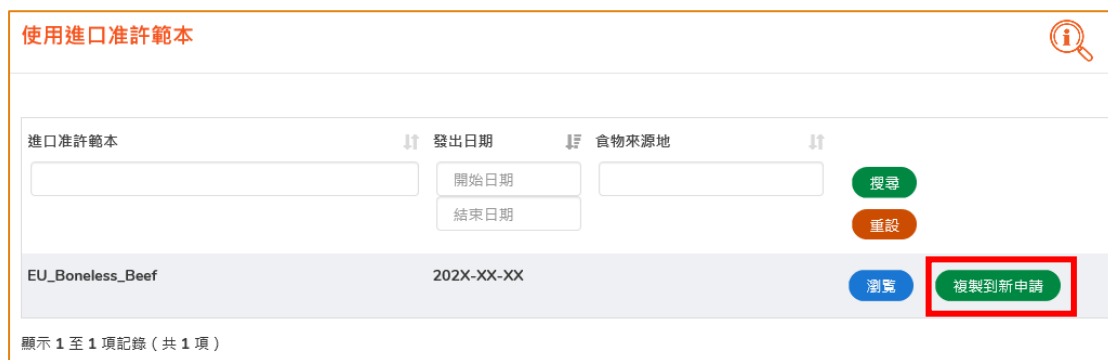 使用進口准許範本
進口准許範本 發出日期 食物來源地
開始日期
搜尋
結束日期
重設
EU_Boneless_Beef 202X-XX-XX 瀏覧 複製到新申請
顯示 1 至 1 項記錄 ( 共 1 項 )